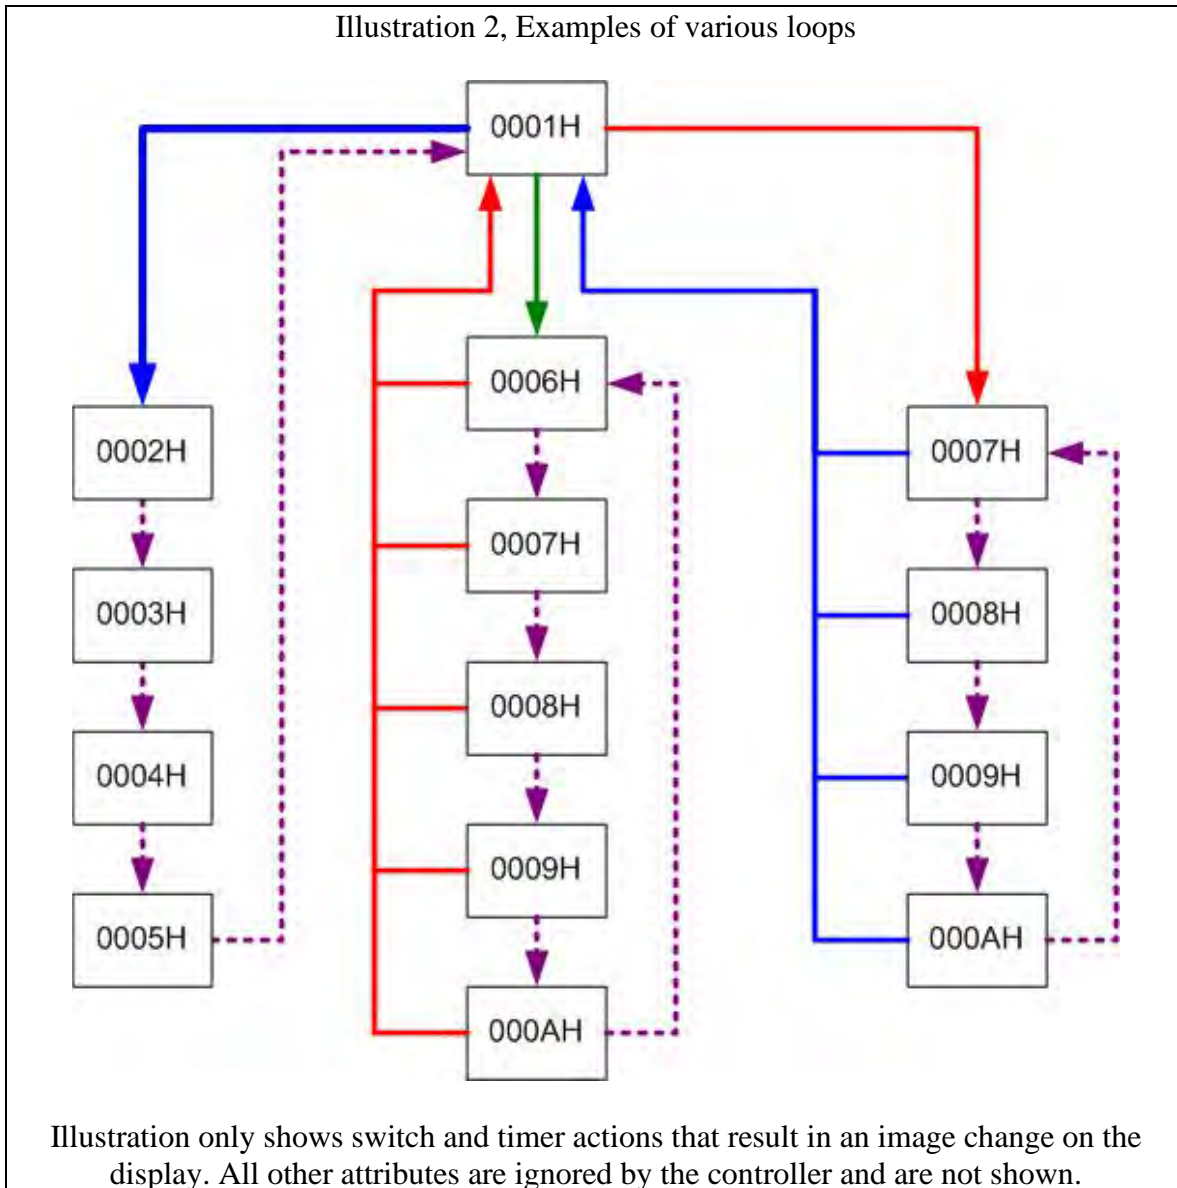 Illustration 2, Examples of various loops
0001H
0002H
0003H
0004H
0005H
0006H
0007H
0008H
0009H
000AH
0007H
0008H
0009H
000AH
Illustration only shows switch and timer actions that result in an image change on the
display. All other attributes are ignored by the controller and are not shown.